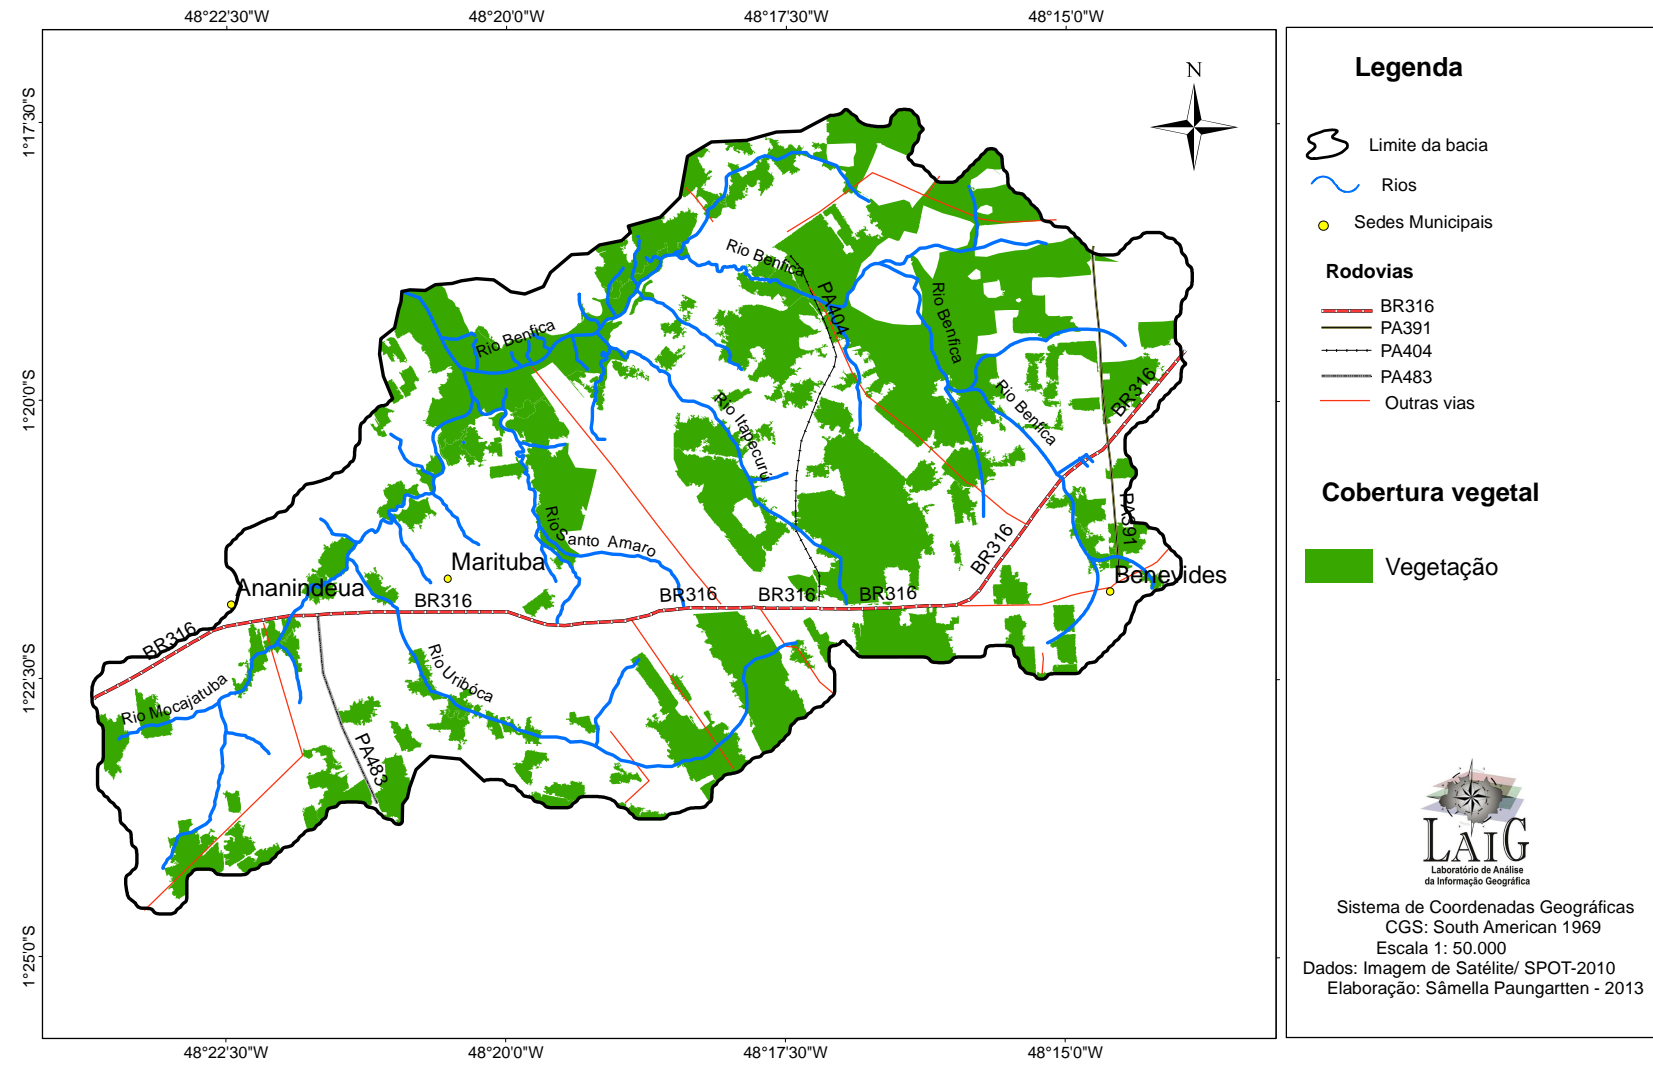 48°22'30"W
48°20'0"W
48°17'30"W
48°15'0"W
1°17'30"S
1°20'0"S
1°22'30"S
1°25'0"S
N
Rio Benfica
PA404
Rio Benfica
Rio Benfica
Rio Benfica
BR316
Rio Itapecurú
PA391
BR316
Rio Santo Amaro
Marituba
Ananindeua
Benevides
BR316
BR316
BR316
BR316
BR316
Rio Uribóca
Rio Mocajatuba
PA483
48°22'30"W
48°20'0"W
48°17'30"W
48°15'0"W
Legenda
Limite da bacia
Rios
Sedes Municipais
Rodovias
BR316
PA391
PA404
PA483
Outras vias
Cobertura vegetal
Vegetação
LAIG
Laboratório de Análise
da Informação Geográfica
Sistema de Coordenadas Geográficas
CGS: South American 1969
Escala 1: 50.000
Dados: Imagem de Satélite/ SPOT-2010
Elaboração: Sâmella Paungartten - 2013